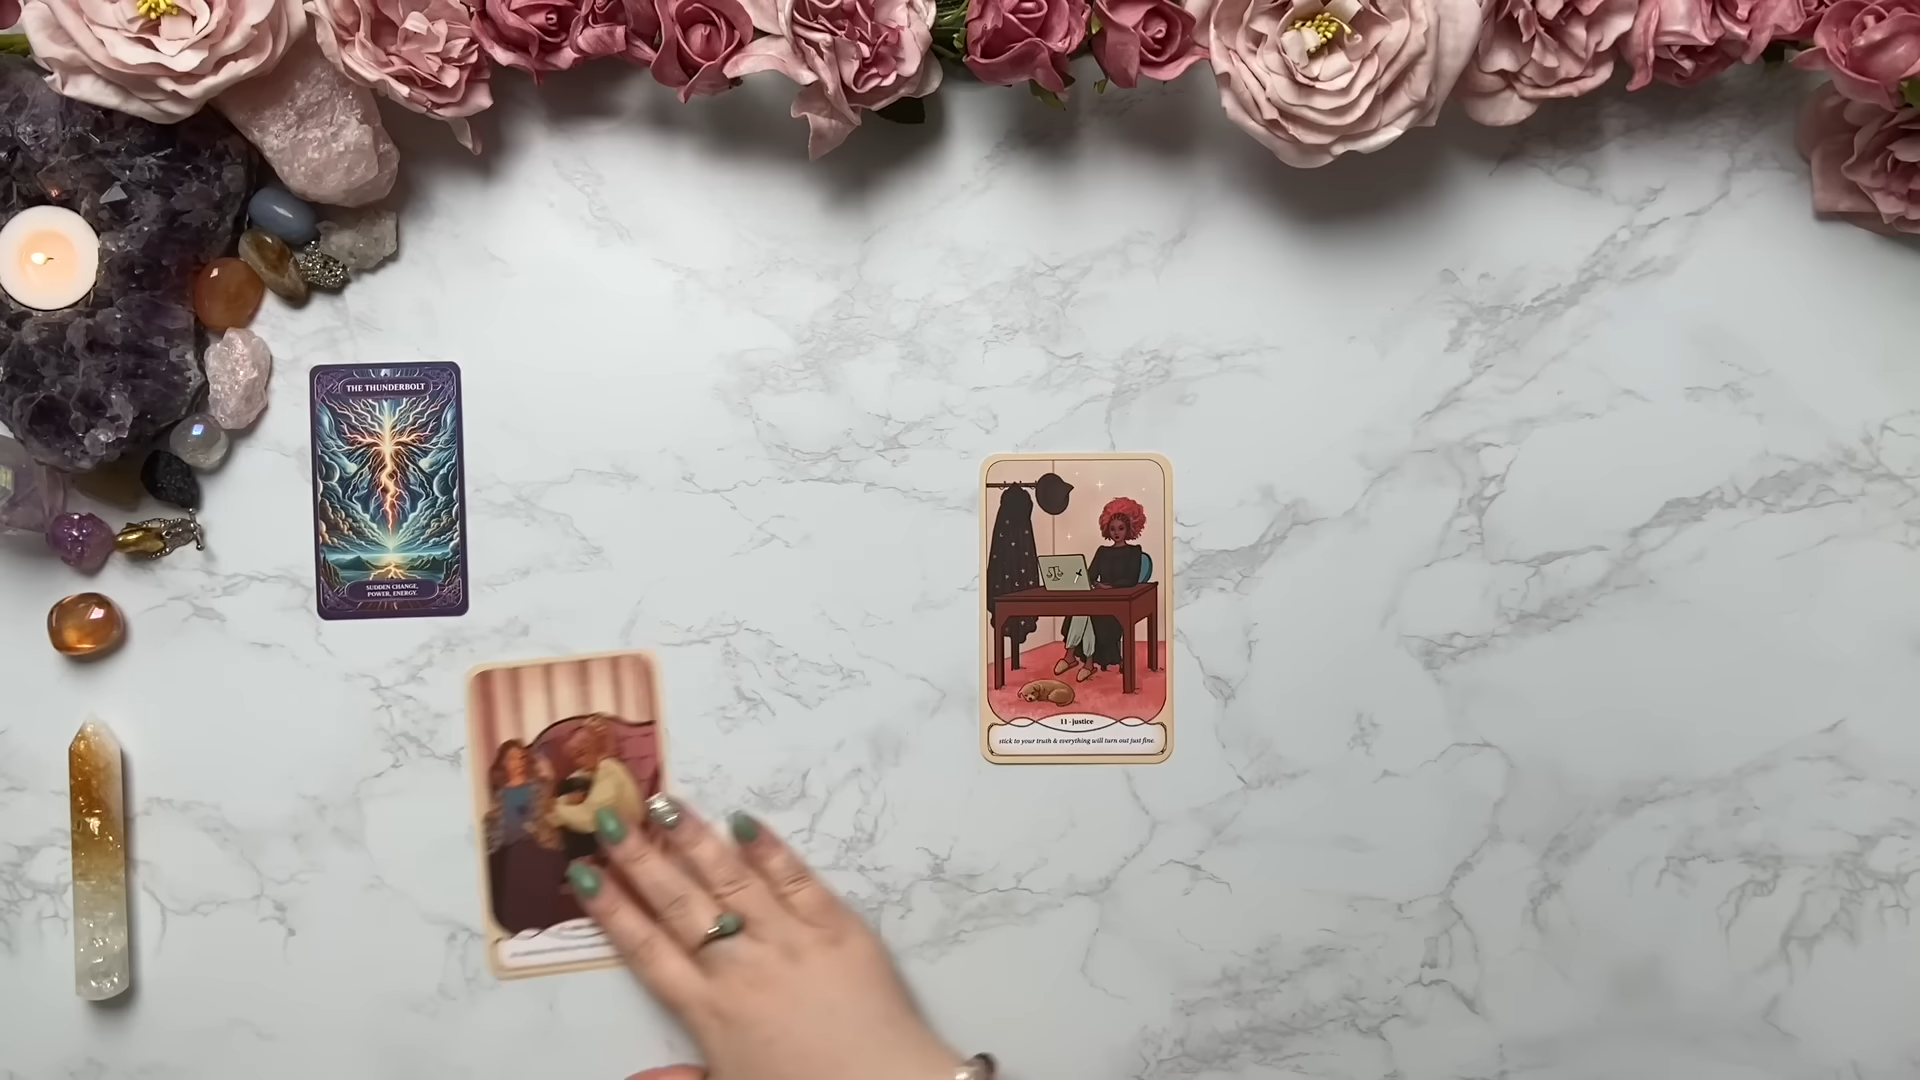 THE THUNDERBOLT
SUDDEN CHANGE,
POWER, ENERGY.
11 · justice
stick to your truth & everything will turn out just fine.